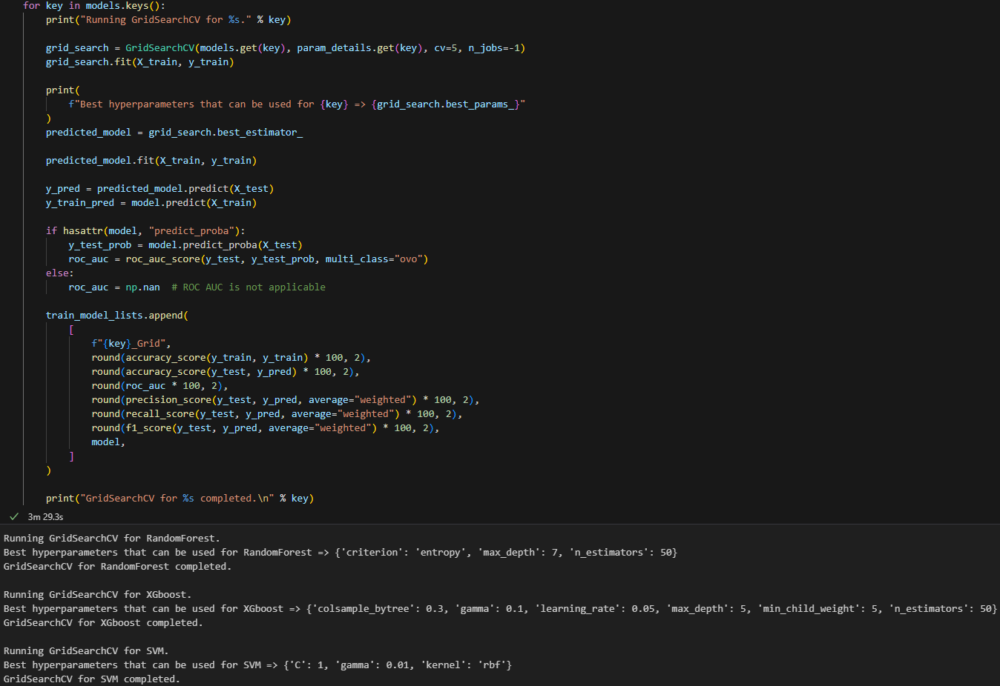 for key in models.keys():
print("Running GridSearchCV for %s." % key)
grid_search = GridSearchCV(models.get(key), param_details.get(key), cv=5, n_jobs=-1)
grid_search.fit(X_train, y_train)
print(
f"Best hyperparameters that can be used for {key} => {grid_search.best_params_}"
)
predicted_model = grid_search.best_estimator_
predicted_model.fit(X_train, y_train)
y_pred = predicted_model.predict(X_test)
y_train_pred = model.predict(X_train)
if hasattr(model, "predict_proba"):
y_test_prob = model.predict_proba(X_test)
roc_auc = roc_auc_score(y_test, y_test_prob, multi_class="ovo")
else:
roc_auc = np.nan  # ROC AUC is not applicable
train_model_lists.append(
[
f"{key}_Grid",
round(accuracy_score(y_train, y_train) * 100, 2),
round(accuracy_score(y_test, y_pred) * 100, 2),
round(roc_auc * 100, 2),
round(precision_score(y_test, y_pred, average="weighted") * 100, 2),
round(recall_score(y_test, y_pred, average="weighted") * 100, 2),
round(f1_score(y_test, y_pred, average="weighted") * 100, 2),
model,
]
)
print("GridSearchCV for %s completed.\n" % key)
3m 29.3s
Running GridSearchCV for RandomForest.
Best hyperparameters that can be used for RandomForest => {'criterion': 'entropy', 'max_depth': 7, 'n_estimators': 50}
GridSearchCV for RandomForest completed.
Running GridSearchCV for XGboost.
Best hyperparameters that can be used for XGboost => {'colsample_bytree': 0.3, 'gamma': 0.1, 'learning_rate': 0.05, 'max_depth': 5, 'min_child_weight': 5, 'n_estimators': 50}
GridSearchCV for XGboost completed.
Running GridSearchCV for SVM.
Best hyperparameters that can be used for SVM => {'C': 1, 'gamma': 0.01, 'kernel': 'rbf'}
GridSearchCV for SVM completed.